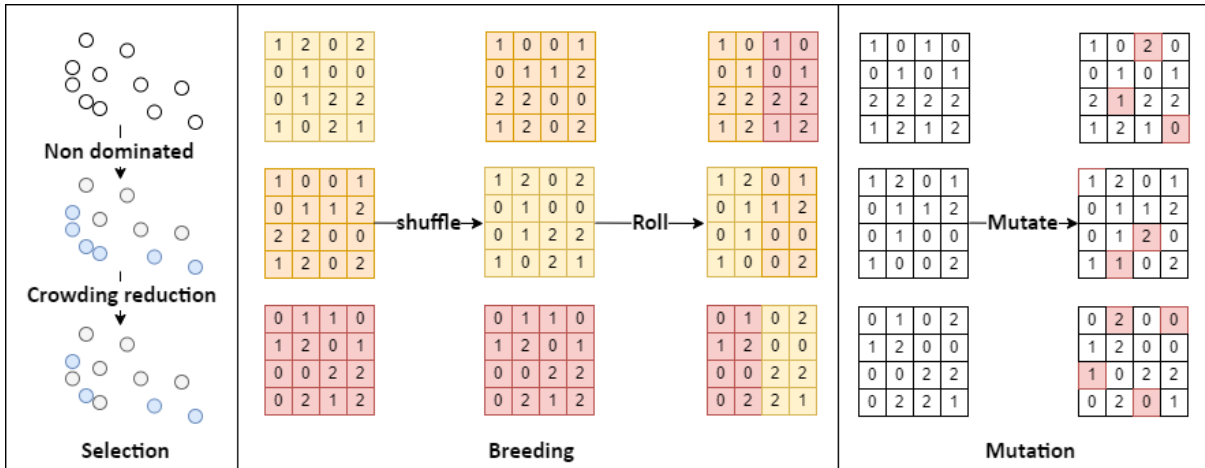 Non dominated
Crowding reduction
Selection
1 2 0 2 1 0 0 1 1 0 1 0
0 1 0 0 0 1 1 2 0 1 0 1
0 1 2 2 2 2 0 0 2 2 2 2
1 0 2 1 1 2 0 2 1 2 1 2
1 0 0 1 1 2 0 2 1 2 0 1
0 1 1 2 0 1 0 0 0 1 1 2
shuffle Roll
2 2 0 0 0 1 2 2 0 1 0 0
1 2 0 2 1 0 2 1 1 0 0 2
0 1 1 0 0 1 1 0 0 1 0 2
1 2 0 1 1 2 0 1 1 2 0 0
0 0 2 2 0 0 2 2 0 0 2 2
0 2 1 2 0 2 1 2 0 2 2 1
Breeding
1 0 1 0 1 0 2 0
0 1 0 1 0 1 0 1
2 2 2 2 2 1 2 2
1 2 1 2 1 2 1 0
1 2 0 1 1 2 0 1
0 1 1 2 0 1 1 2
Mutate
0 1 0 0 0 1 2 0
1 0 0 2 1 1 0 2
0 1 0 2 0 2 0 0
1 2 0 0 1 2 0 0
0 0 2 2 1 0 2 2
0 2 2 1 0 2 0 1
Mutation